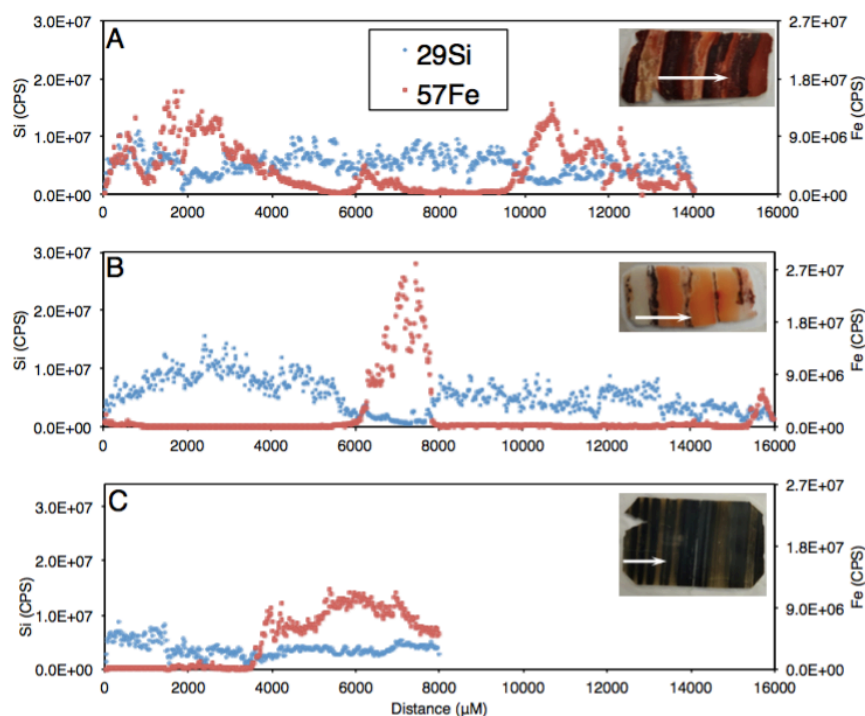 A
Si (CPS)
3.0E+07
2.0E+07
1.0E+07
0.0E+00
29Si
57Fe
2.7E+07
1.8E+07
9.0E+06
0.0E+00
Fe (CPS)
0 2000 4000 6000 8000 10000 12000 14000 16000
B
Si (CPS)
3.0E+07
2.0E+07
1.0E+07
0.0E+00
2.7E+07
1.8E+07
9.0E+06
0.0E+00
Fe (CPS)
0 2000 4000 6000 8000 10000 12000 14000 16000
C
Si (CPS)
3.0E+07
2.0E+07
1.0E+07
0.0E+00
2.7E+07
1.8E+07
9.0E+06
0.0E+00
Fe (CPS)
0 2000 4000 6000 8000 10000 12000 14000 16000
Distance (µM)